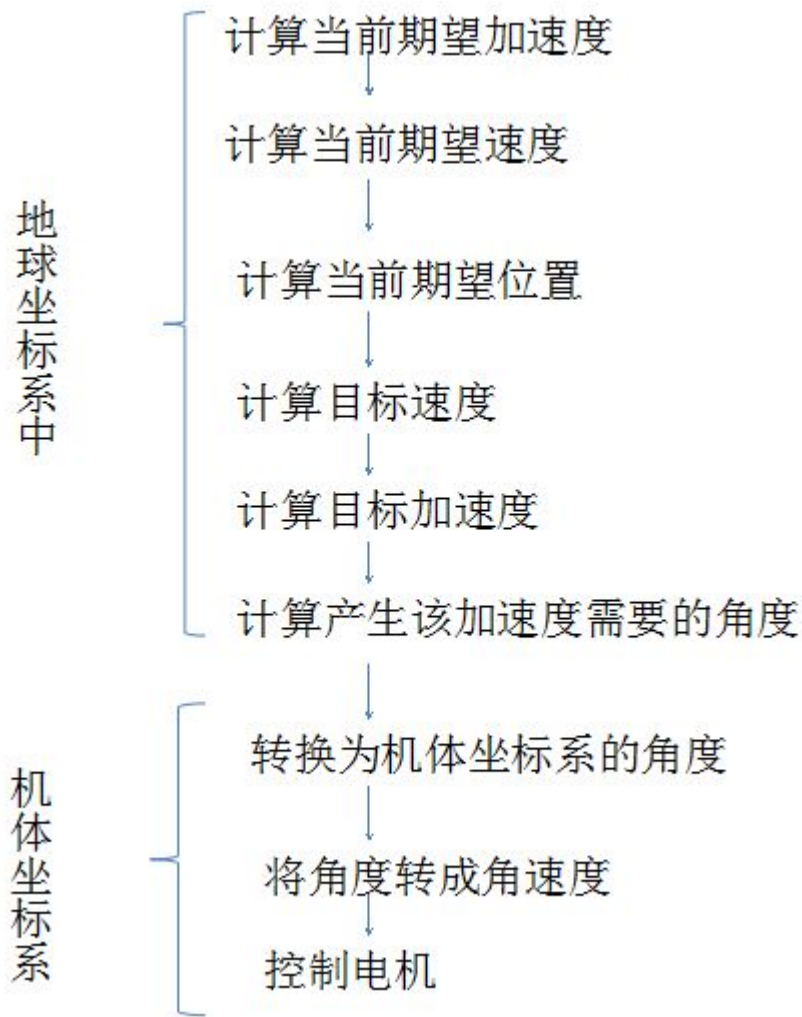 地球坐标系中
计算当前期望加速度
计算当前期望速度
计算当前期望位置
计算目标速度
计算目标加速度
计算产生该加速度需要的角度
机体坐标系
转换为机体坐标系的角度
将角度转成角速度
控制电机